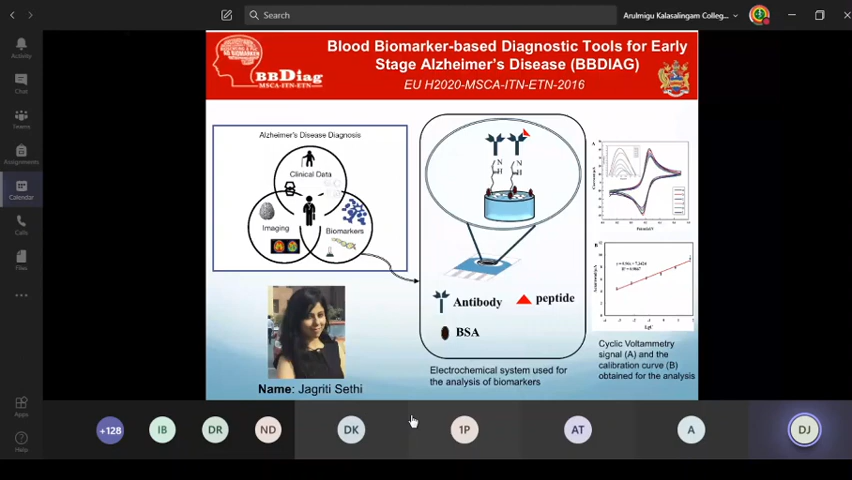 Search
Arulmigu Kalasalingam Colleg...
Activity
Chat
Teams
Assignments
Calendar
Calls
Files
Apps
Help
BBDiag
MSCA-ITN-ETN
Blood Biomarker-based Diagnostic Tools for Early
Stage Alzheimer's Disease (BBDIAG)
EU H2020-MSCA-ITN-ETN-2016
Alzheimer's Disease Diagnosis
Clinical Data
Imaging
Biomarkers
Name: Jagriti Sethi
N N
H H
Antibody
peptide
BSA
Electrochemical system used for
the analysis of biomarkers
A
B
Cyclic Voltammetry
signal (A) and the
calibration curve (B)
obtained for the analysis
+128
IB
DR
ND
DK
1P
AT
A
DJ